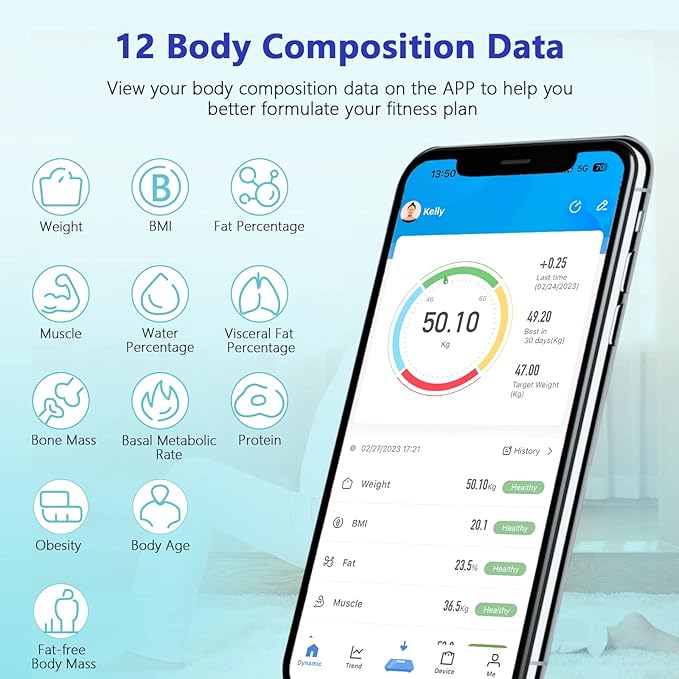 12 Body Composition Data
View your body composition data on the APP to help you
better formulate your fitness plan
Weight
BMI
Fat Percentage
Muscle
Water
Percentage
Visceral Fat
Percentage
Bone Mass
Basal Metabolic
Rate
Protein
Obesity
Body Age
Fat-free
Body Mass
13:50
5G 70
Kelly
46
60
50.10
Kg
+0.25
Last time
(02/24/2023)
49.20
Best in
30 days(Kg)
47.00
Target Weight
(Kg)
02/27/2023 17:21
History
Weight 50.10Kg Healthy
BMI 20.1 Healthy
Fat 23.5% Healthy
Muscle 36.5Kg Healthy
Dynamic
Trend
Device
Me